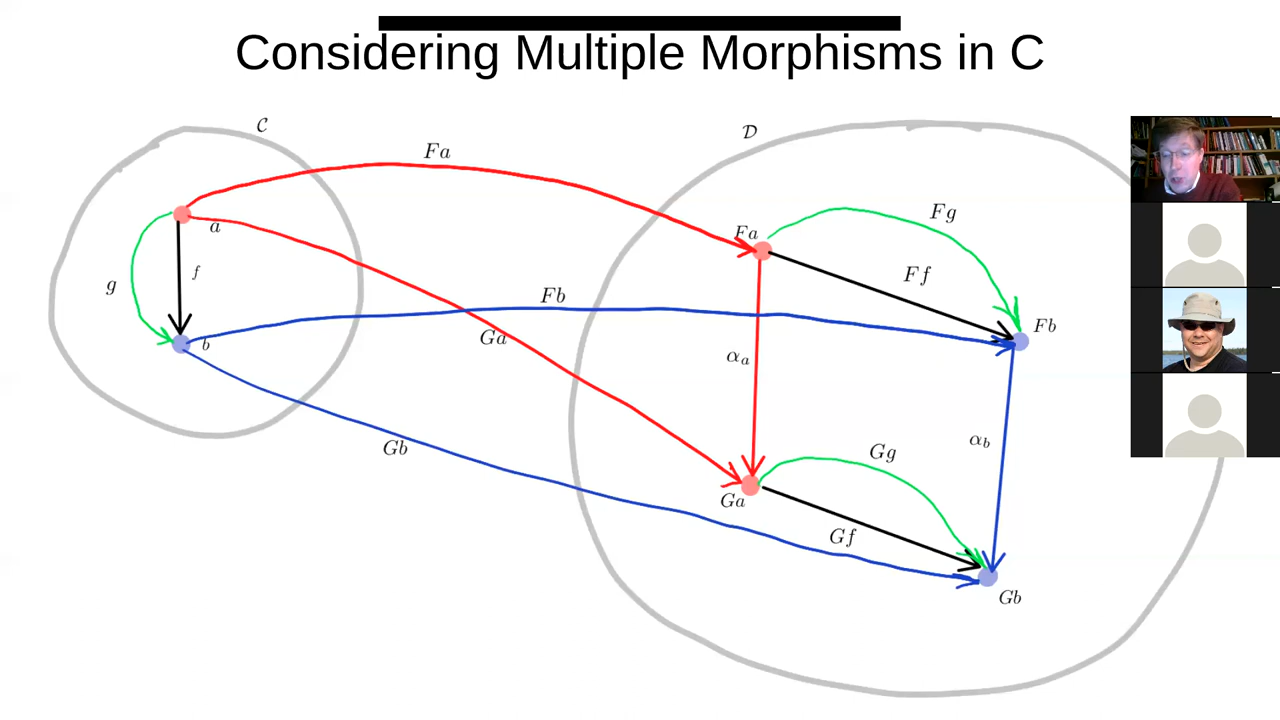 Considering Multiple Morphisms in C
𝒞
𝒟
Fa
Fg
a
Fa
Ff
g
f
Fb
Fb
b
Ga
α_a
Gb
α_b
Gg
Ga
Gf
Gb